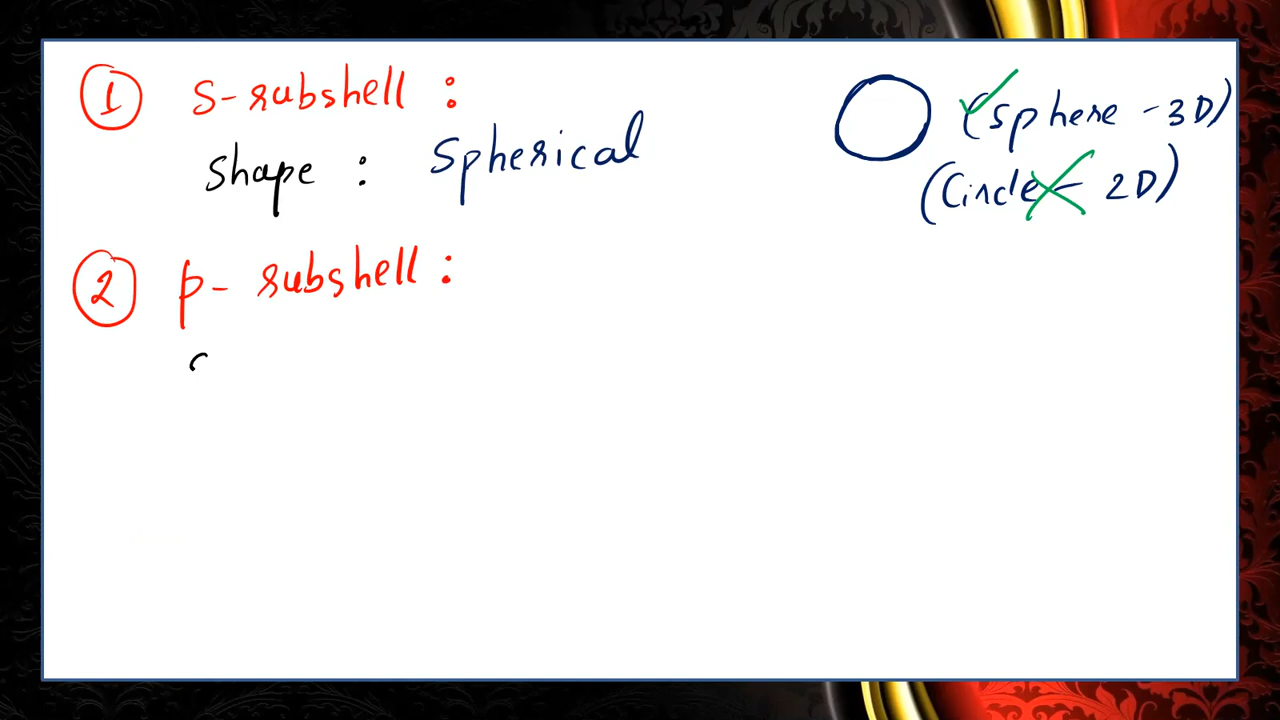 ① s-subshell :
shape : Spherical
(sphere - 3D)
(Circle - 2D)
② p- subshell :